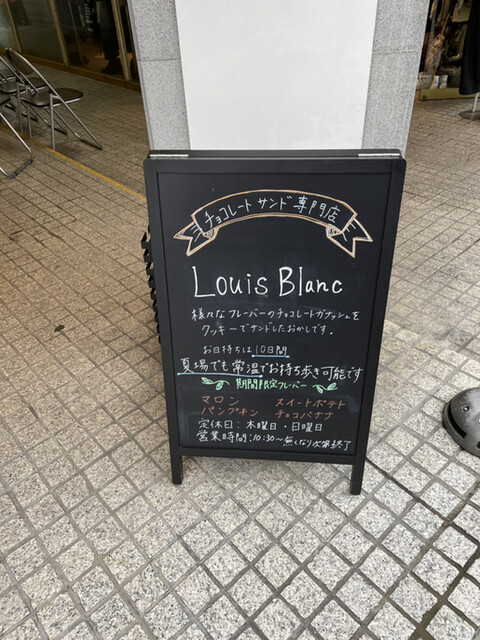 チョコレートサンド専門店
Louis Blanc
様々なフレーバーのチョコレートガナッシュを
クッキーでサンドしたおかしです。
お日持ちは10日間
夏場でも常温でお持ち歩き可能です
期間限定フレーバー
マロン スイートポテト
パンプキン チョコバナナ
定休日:木曜日・日曜日
営業時間:10:30〜無くなり次第終了